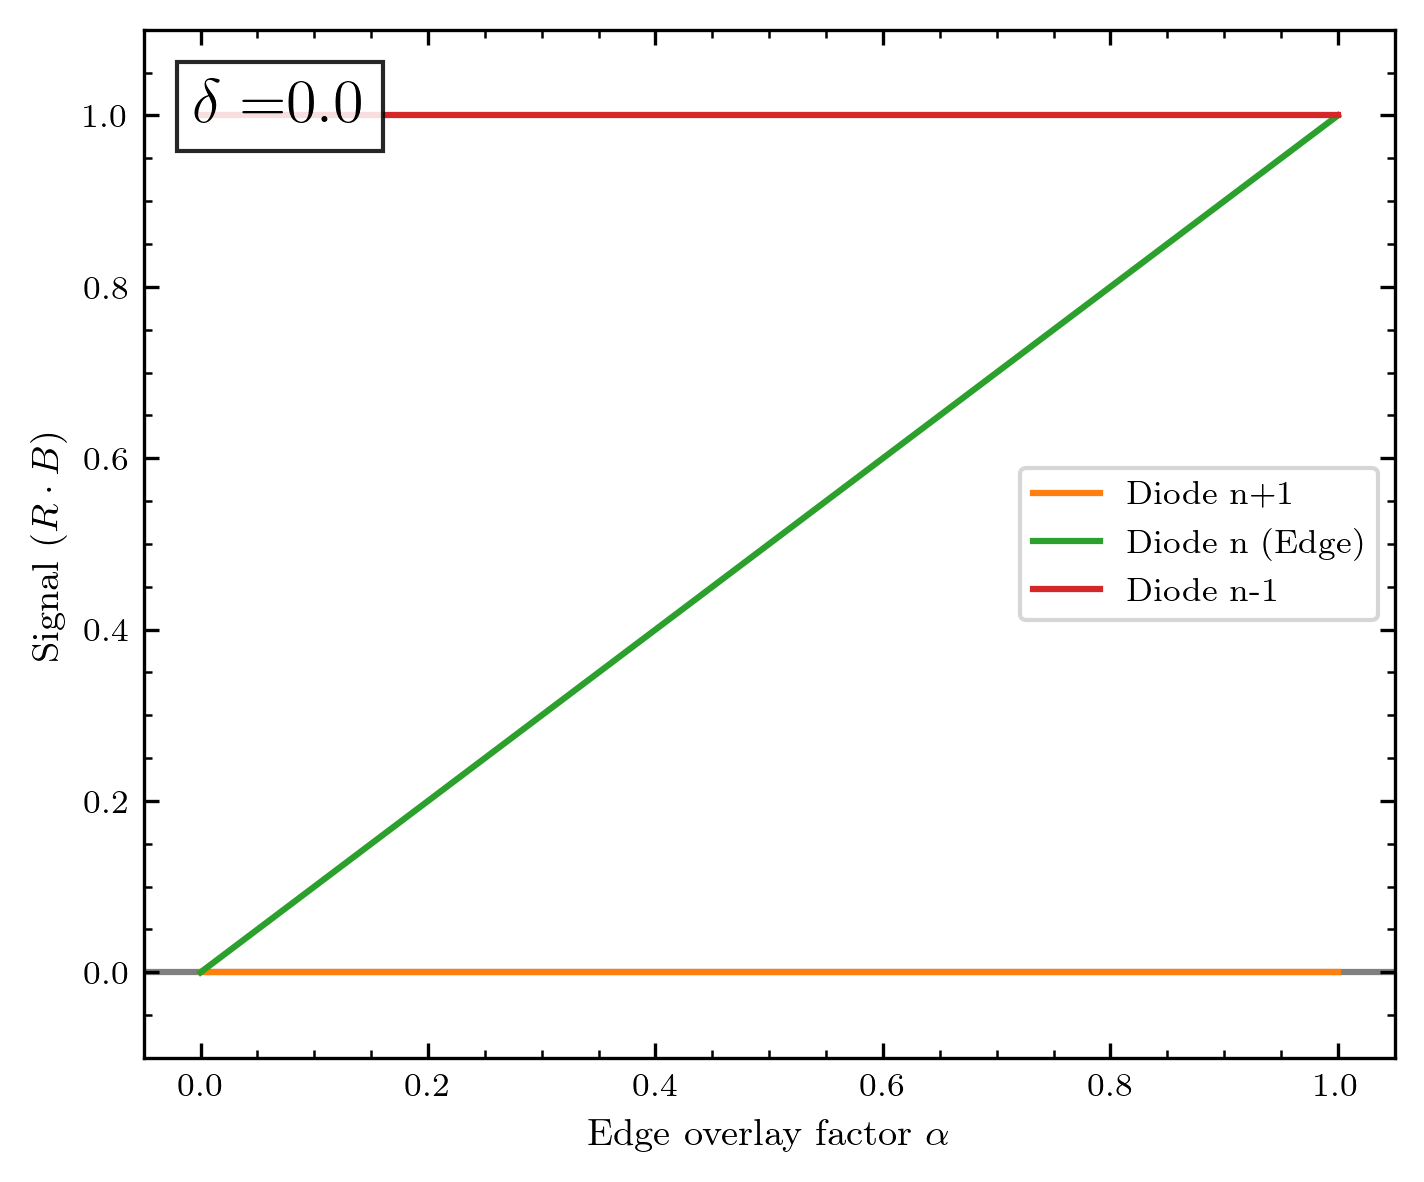 δ =0.0
1.0
0.8
0.6
0.4
0.2
0.0
Signal (R · B)
Diode n+1
Diode n (Edge)
Diode n-1
0.0 0.2 0.4 0.6 0.8 1.0
Edge overlay factor α